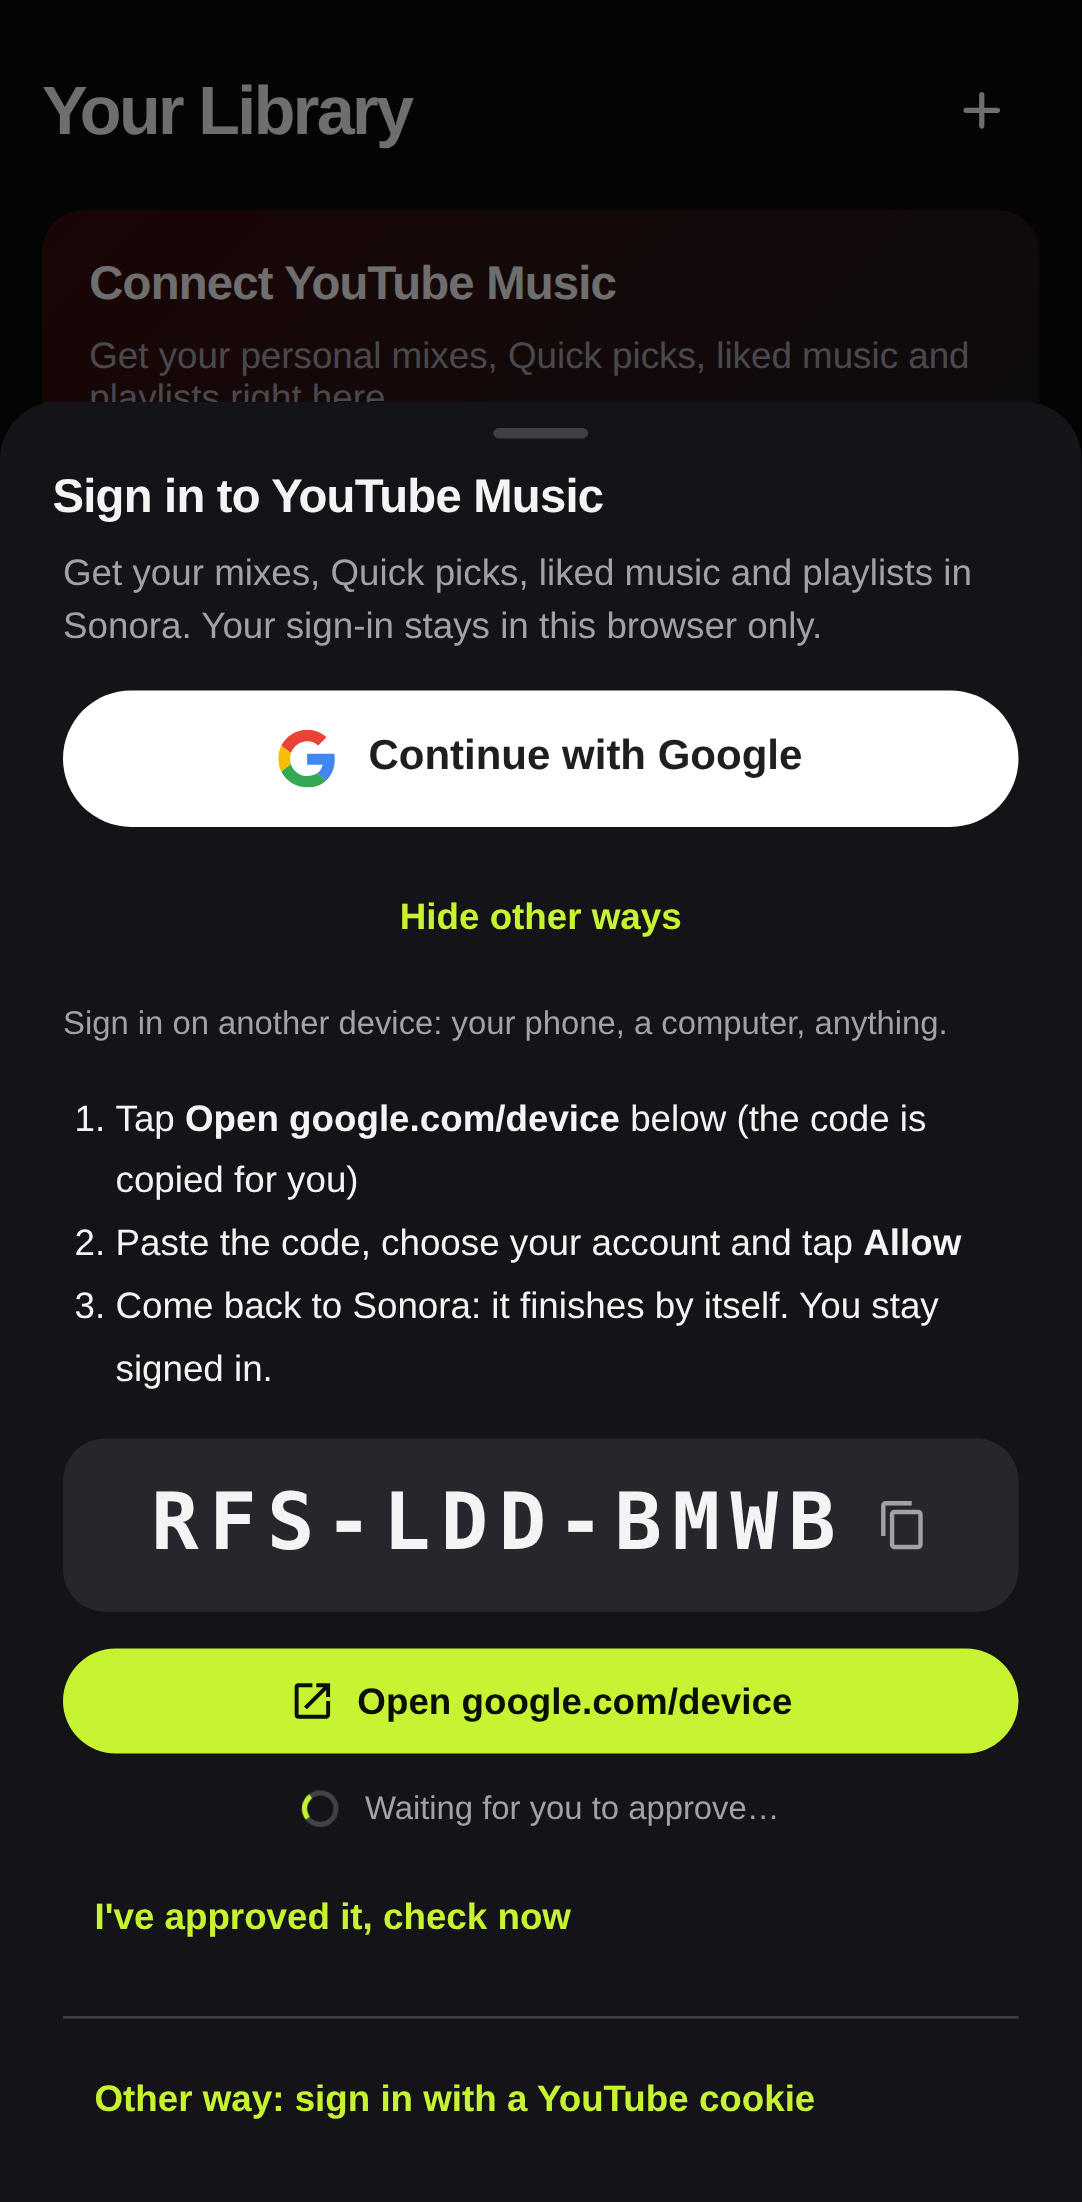 Your Library
Connect YouTube Music
Get your personal mixes, Quick picks, liked music and
playlists right here
Sign in to YouTube Music
Get your mixes, Quick picks, liked music and playlists in
Sonora. Your sign-in stays in this browser only.
Continue with Google
Hide other ways
Sign in on another device: your phone, a computer, anything.
1. Tap Open google.com/device below (the code is
copied for you)
2. Paste the code, choose your account and tap Allow
3. Come back to Sonora: it finishes by itself. You stay
signed in.
RFS-LDD-BMWB
Open google.com/device
Waiting for you to approve…
I've approved it, check now
Other way: sign in with a YouTube cookie